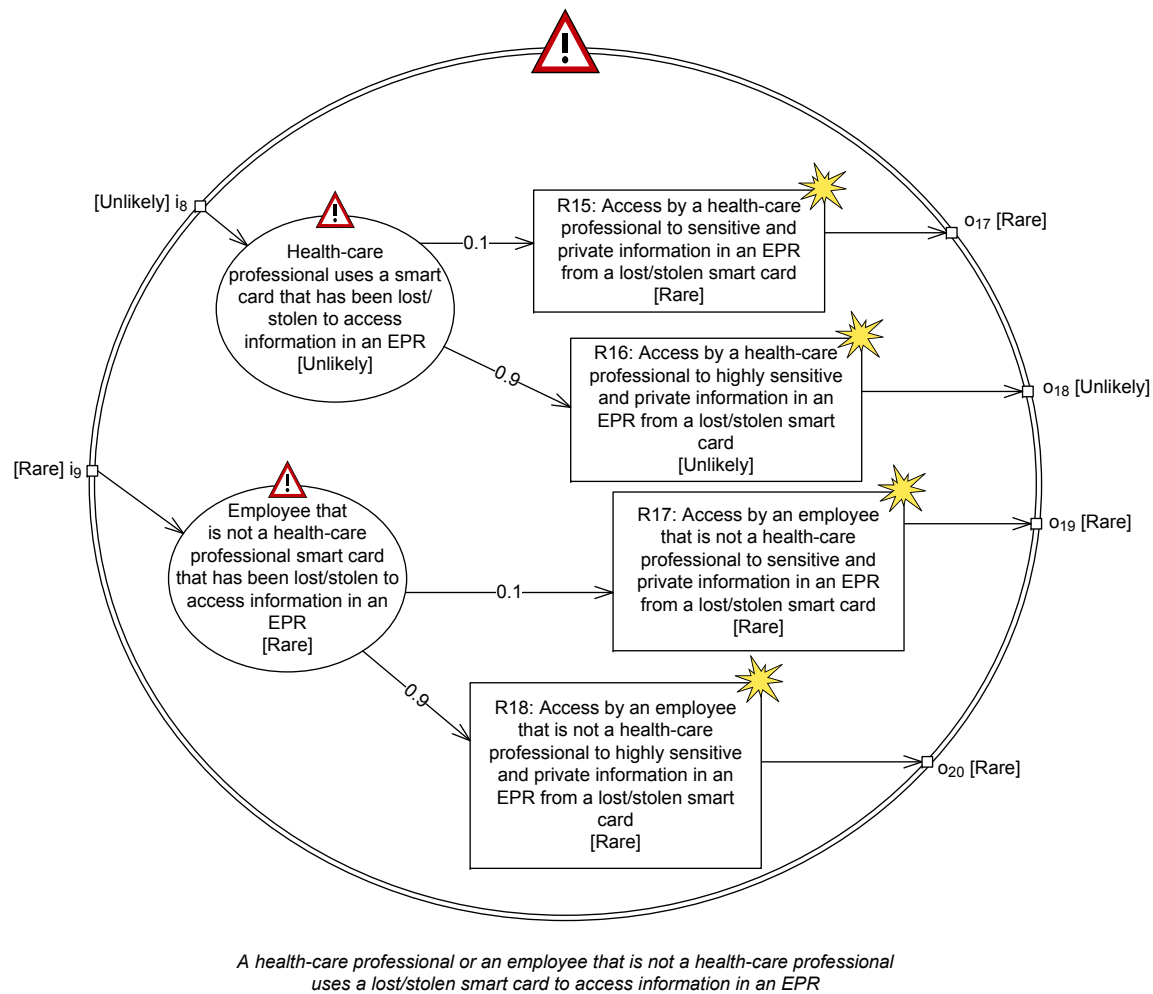 [Unlikely] i8
Health-care
professional uses a smart
card that has been lost/
stolen to access
information in an EPR
[Unlikely]
0.1
R15: Access by a health-care
professional to sensitive and
private information in an EPR
from a lost/stolen smart card
[Rare]
o17 [Rare]
0.9
R16: Access by a health-care
professional to highly sensitive
and private information in an
EPR from a lost/stolen smart
card
[Unlikely]
o18 [Unlikely]
[Rare] i9
Employee that
is not a health-care
professional smart card
that has been lost/stolen to
access information in an
EPR
[Rare]
0.1
R17: Access by an employee
that is not a health-care
professional to sensitive and
private information in an EPR
from a lost/stolen smart card
[Rare]
o19 [Rare]
0.9
R18: Access by an employee
that is not a health-care
professional to highly sensitive
and private information in an
EPR from a lost/stolen smart
card
[Rare]
o20 [Rare]
A health-care professional or an employee that is not a health-care professional
uses a lost/stolen smart card to access information in an EPR